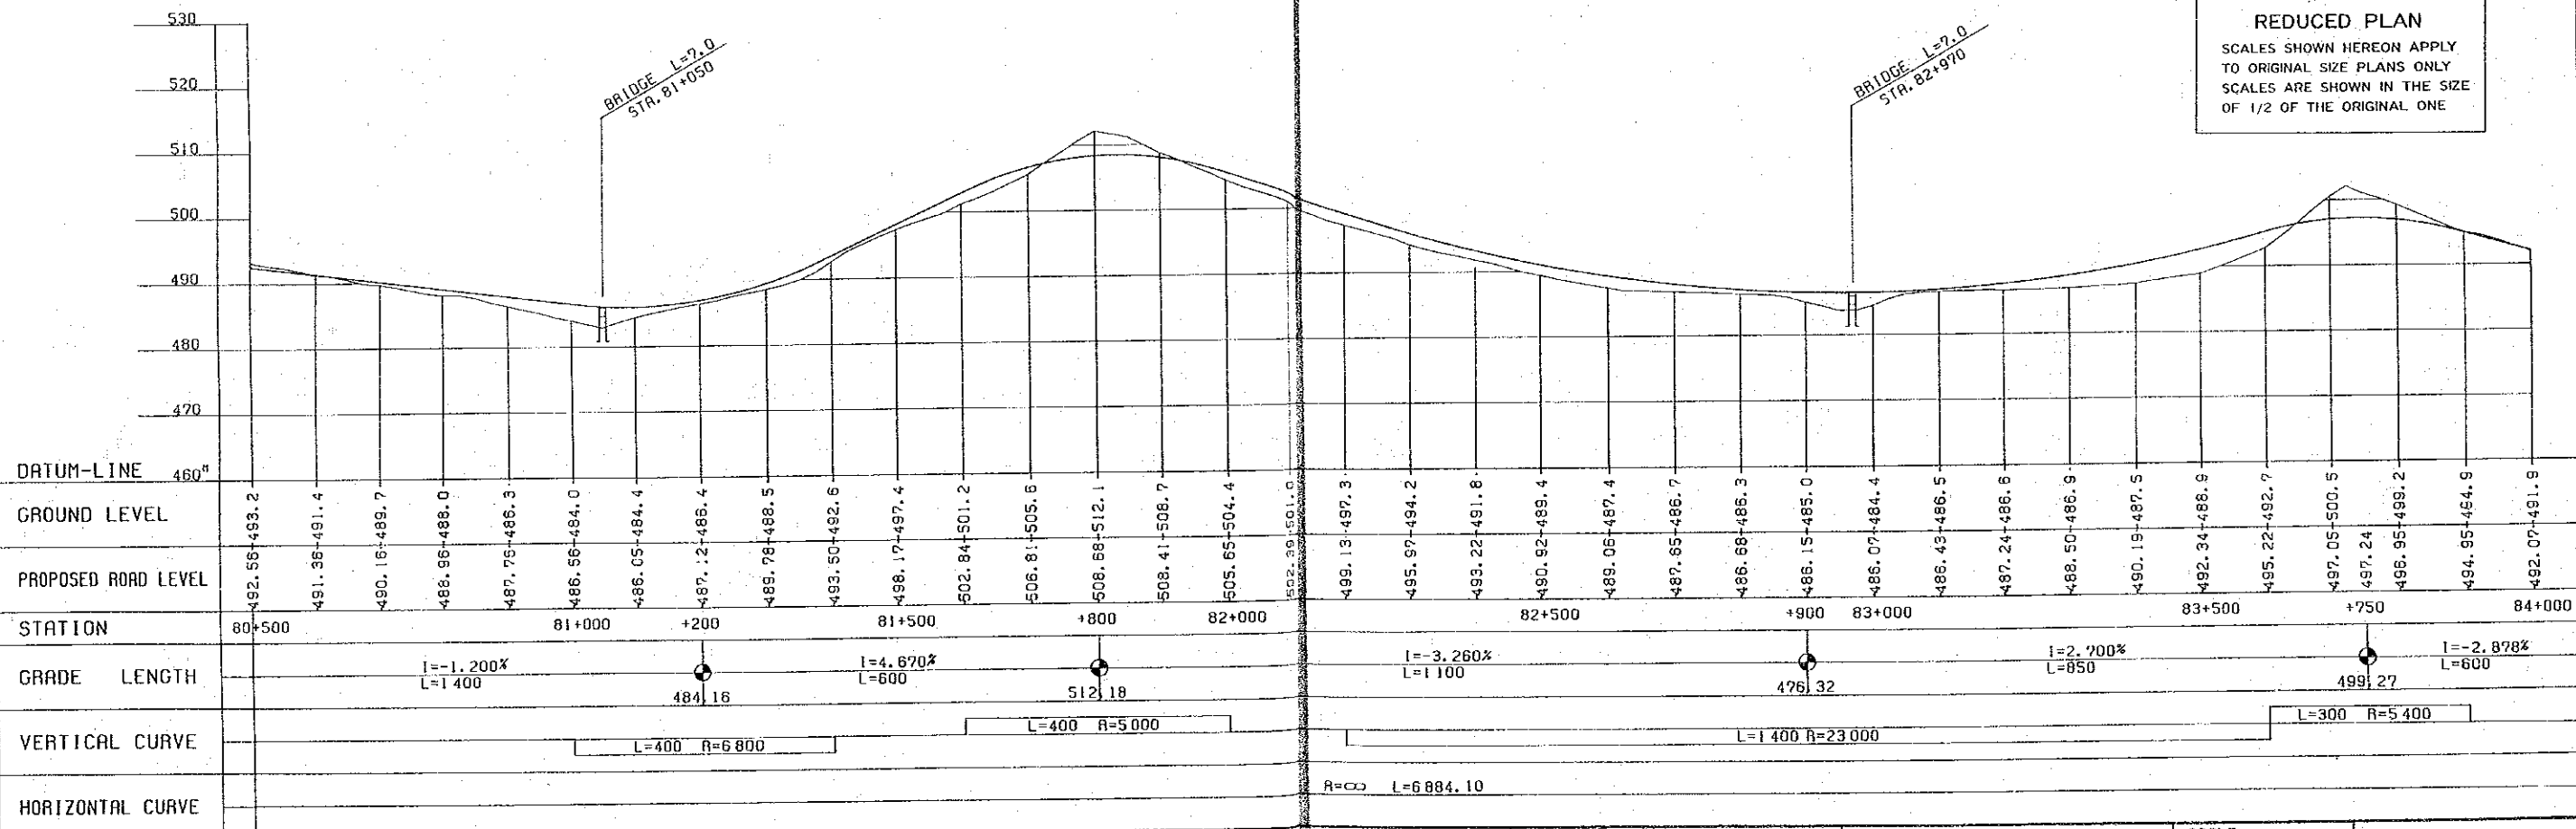 REDUCED PLAN
SCALES SHOWN HEREON APPLY
TO ORIGINAL SIZE PLANS ONLY
SCALES ARE SHOWN IN THE SIZE
OF 1/2 OF THE ORIGINAL ONE
530
520
510
500
490
480
470
460ᴹ
BRIDGE L=7.0
STA. 81+050
BRIDGE L=7.0
STA. 82+970
DATUM-LINE
GROUND LEVEL
493.2 491.4 489.7 488.0 486.3 484.0 484.4 486.4 488.5 492.6 497.4 501.2 505.6 512.1 508.7 504.4 501.0 497.3 494.2 491.8 489.4 487.4 486.7 486.3 485.0 484.4 486.5 486.6 486.9 487.5 488.9 492.7 500.5 499.2 494.9 491.9
PROPOSED ROAD LEVEL
492.56 491.36 490.16 488.96 487.76 486.56 486.05 487.12 489.78 493.50 498.17 502.84 506.81 508.68 508.41 505.65 502.39 499.13 495.97 493.22 490.92 489.06 487.65 486.68 486.15 486.07 486.43 487.24 488.50 490.19 492.34 495.22 497.05 497.24 496.95 494.95 492.07
STATION 80+500 81+000 +200 81+500 +800 82+000 82+500 +900 83+000 83+500 +750 84+000
GRADE LENGTH
I=-1.200% I=4.670% I=-3.260% I=2.700% I=-2.878%
L=1400 L=600 L=1100 L=850 L=600
484.16 512.18 476.32 499.27
VERTICAL CURVE
L=400 R=6800 L=400 R=5000 L=1400 R=23000 L=300 R=5400
HORIZONTAL CURVE
R=∞ L=6884.10